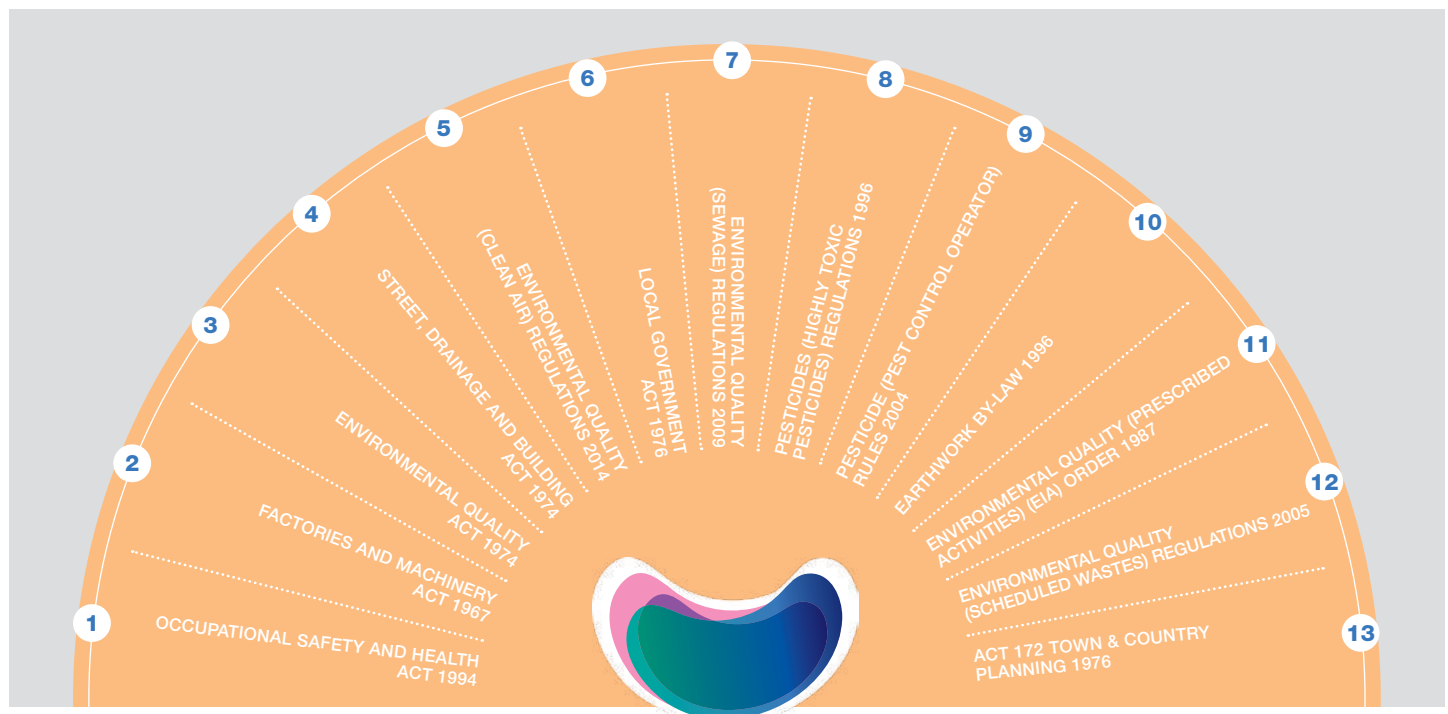 1
OCCUPATIONAL SAFETY AND HEALTH
ACT 1994
2
FACTORIES AND MACHINERY
ACT 1967
3
ENVIRONMENTAL QUALITY
ACT 1974
4
STREET, DRAINAGE AND BUILDING
ACT 1974
5
ENVIRONMENTAL QUALITY
(CLEAN AIR) REGULATIONS 2014
6
LOCAL GOVERNMENT
ACT 1976
7
ENVIRONMENTAL QUALITY
(SEWAGE) REGULATIONS 2009
8
PESTICIDES (HIGHLY TOXIC
PESTICIDES) REGULATIONS 1996
9
PESTICIDE (PEST CONTROL OPERATOR)
RULES 2004
10
EARTHWORK BY-LAW 1996
11
ENVIRONMENTAL QUALITY (PRESCRIBED
ACTIVITIES) (EIA) ORDER 1987
12
ENVIRONMENTAL QUALITY
(SCHEDULED WASTES) REGULATIONS 2005
13
ACT 172 TOWN & COUNTRY
PLANNING 1976